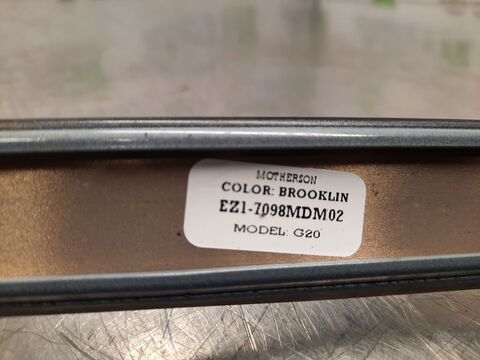 MOTHERSON
COLOR: BROOKLIN
EZ1-7098MDM02
MODEL: G20